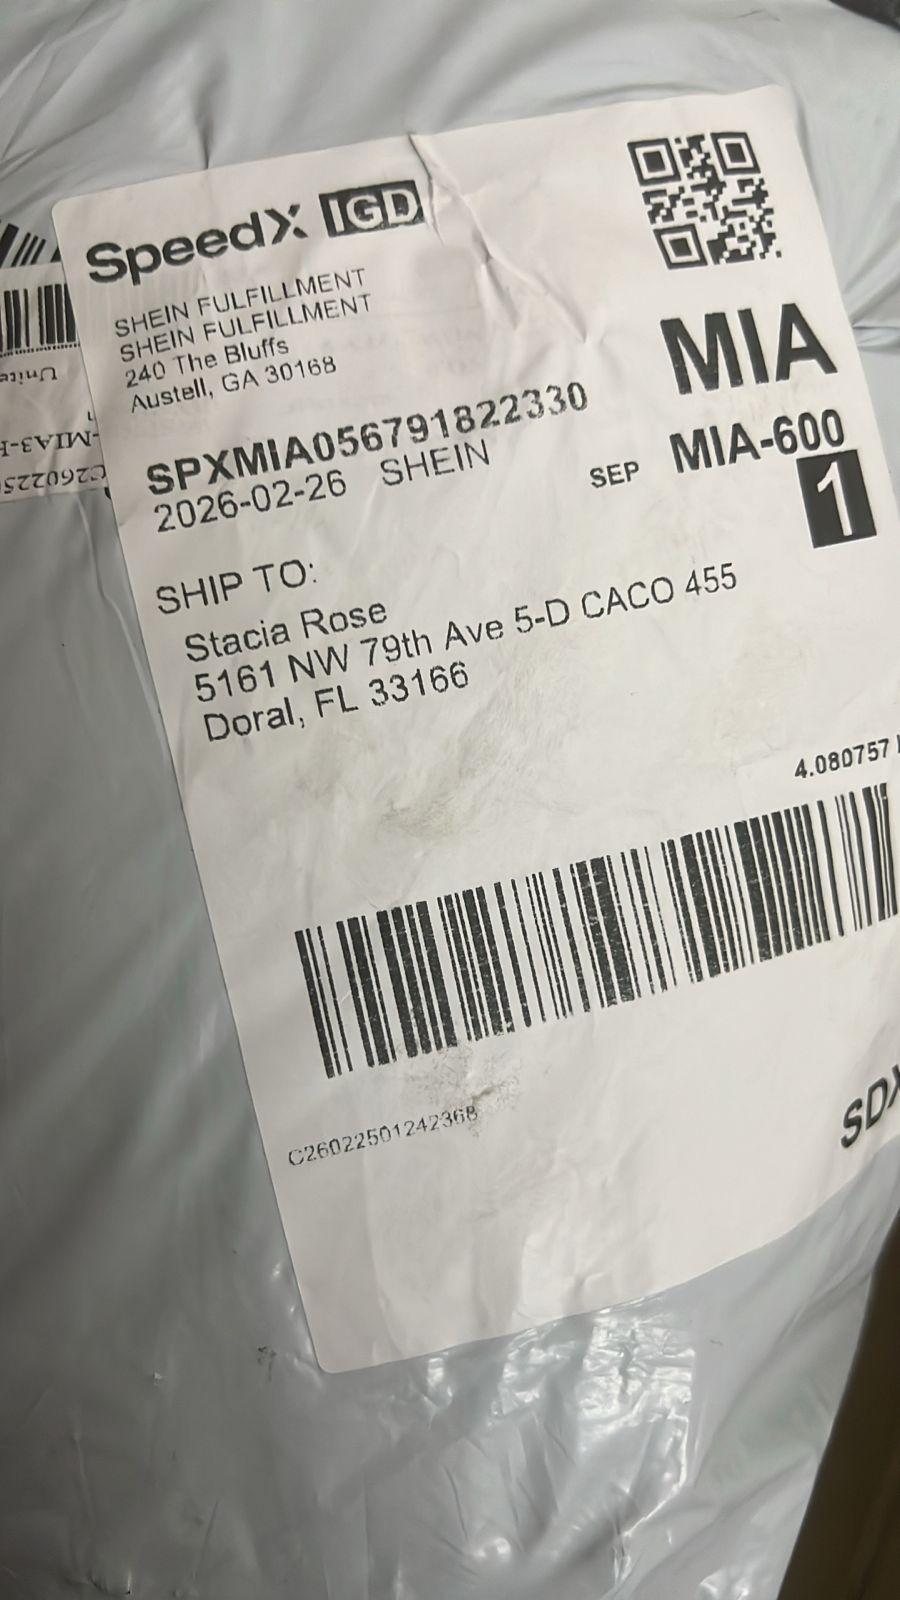 SpeedX IGD
SHEIN FULFILLMENT
SHEIN FULFILLMENT
240 The Bluffs
Austell, GA 30168
MIA
SPXMIA056791822330
2026-02-26 SHEIN
SEP MIA-600
1
SHIP TO:
Stacia Rose
5161 NW 79th Ave 5-D CACO 455
Doral, FL 33166
4.080757
C26022501242368
SDX
Unite
-MIA3-